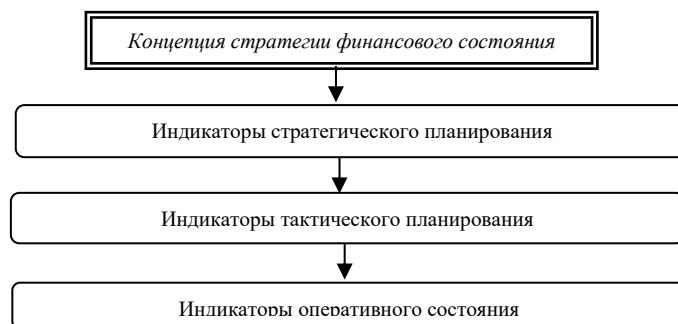 Концепция стратегии финансового состояния
Индикаторы стратегического планирования
Индикаторы тактического планирования
Индикаторы оперативного состояния